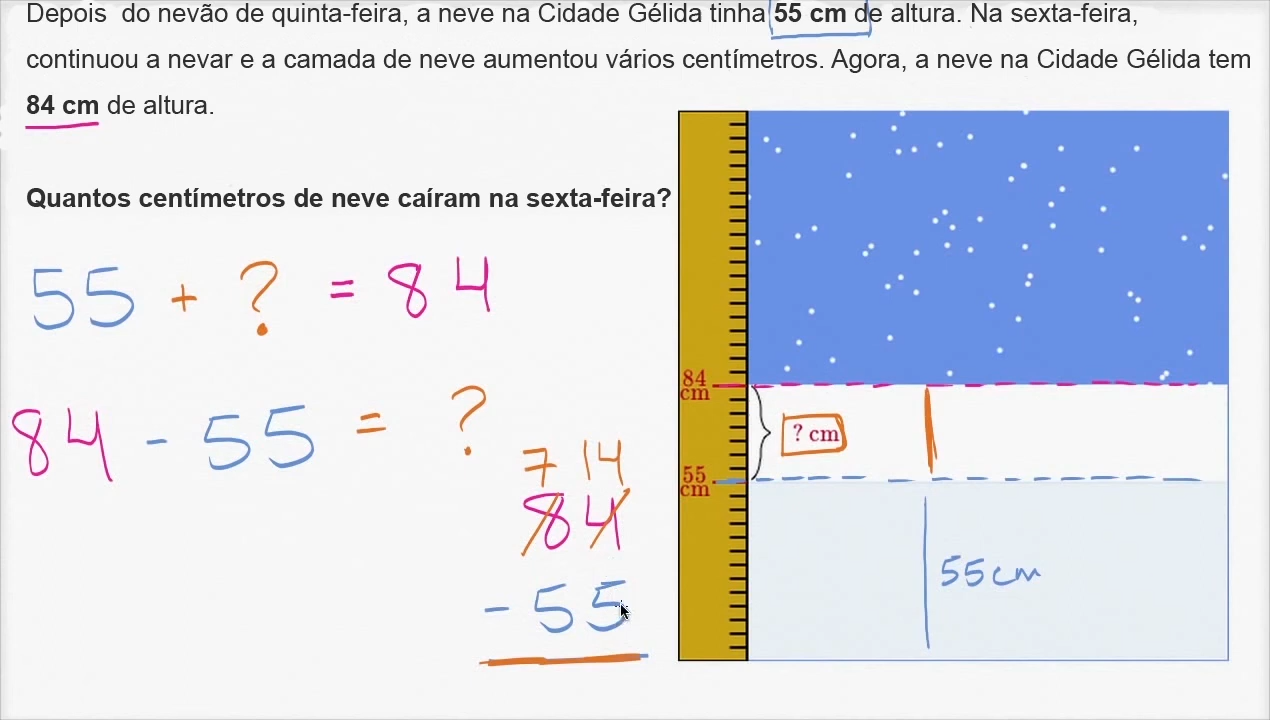 Depois do nevão de quinta-feira, a neve na Cidade Gélida tinha 55 cm de altura. Na sexta-feira,
continuou a nevar e a camada de neve aumentou vários centímetros. Agora, a neve na Cidade Gélida tem
84 cm de altura.
Quantos centímetros de neve caíram na sexta-feira?
55 + ? = 84
84 - 55 = ?
7 14
84
- 55
84
cm
? cm
55
cm
55 cm